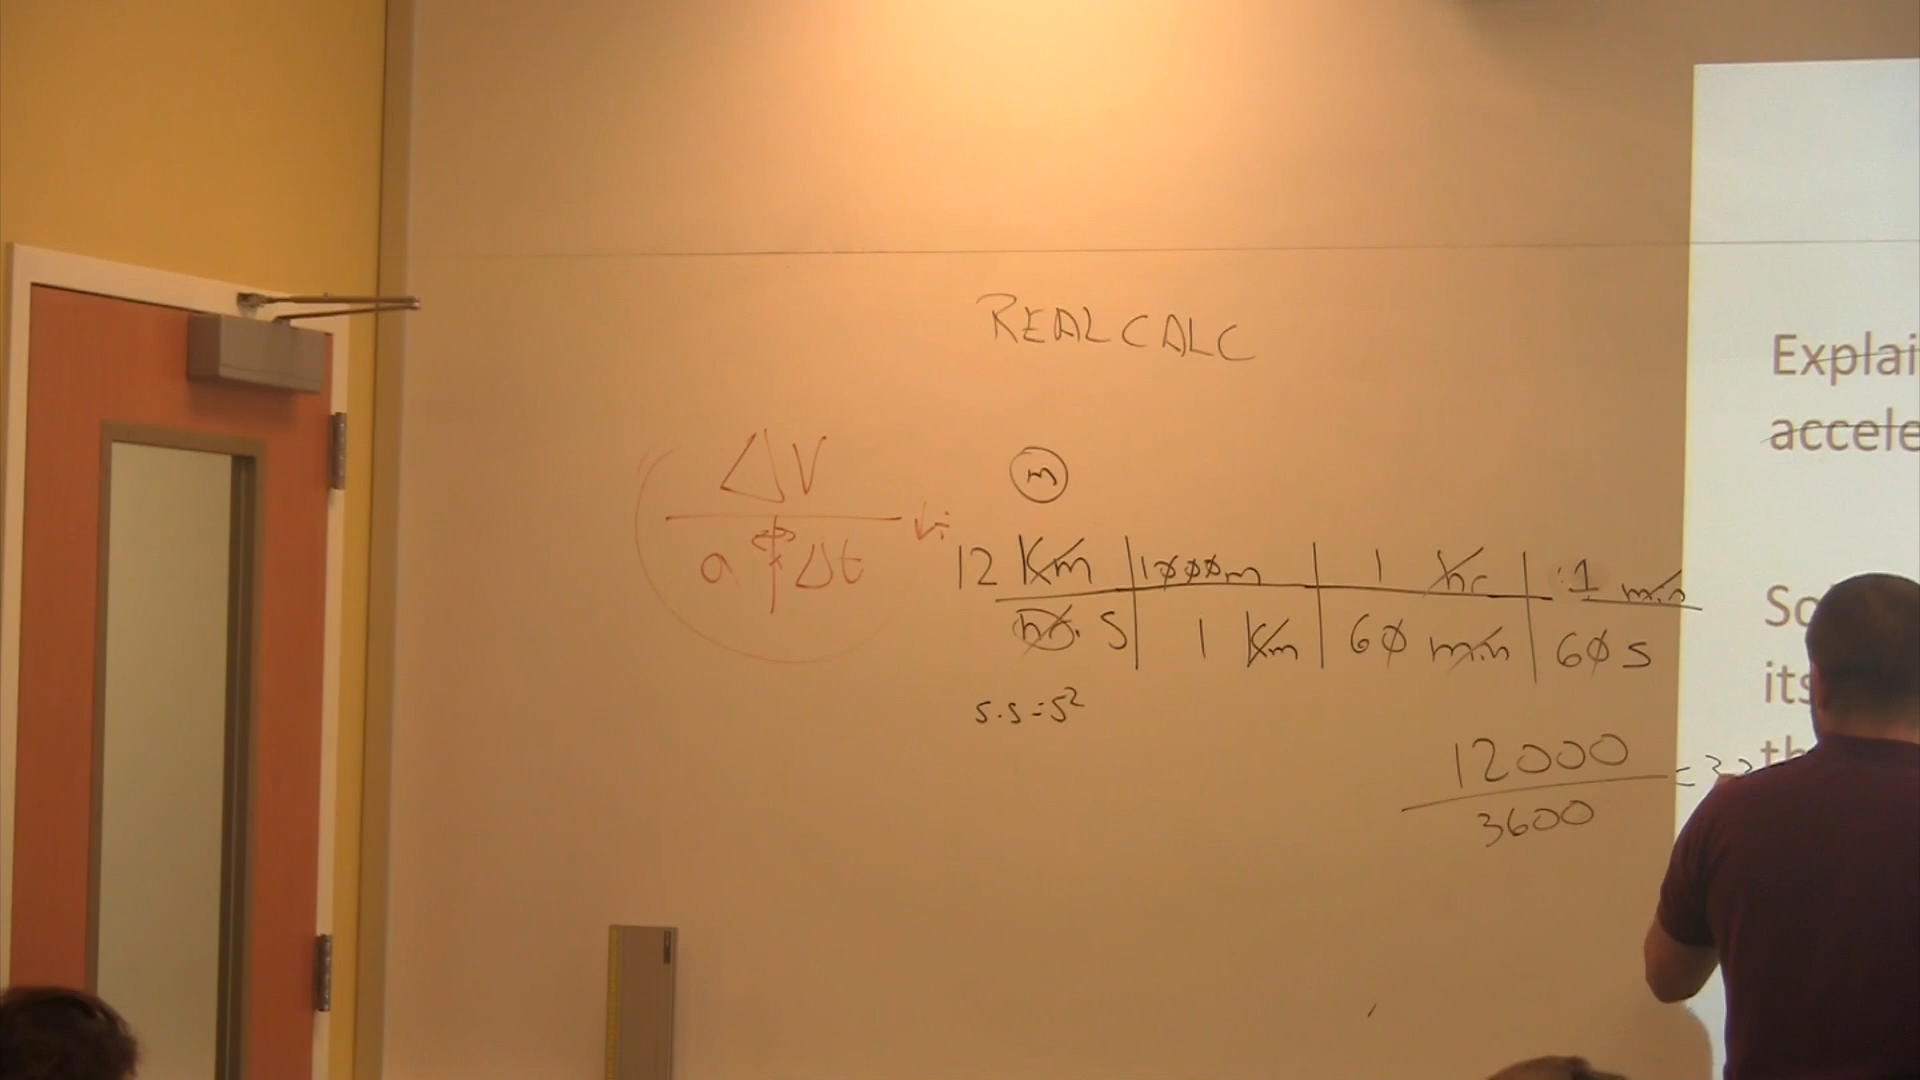 REALCALC
ΔV
a Δt
vi
m
12 Km | 1000m | 1 hr | 1 min
hr. s | 1 Km | 60 min | 60 s
s.s = s²
12000
3600
Explai
accele
So
its
th